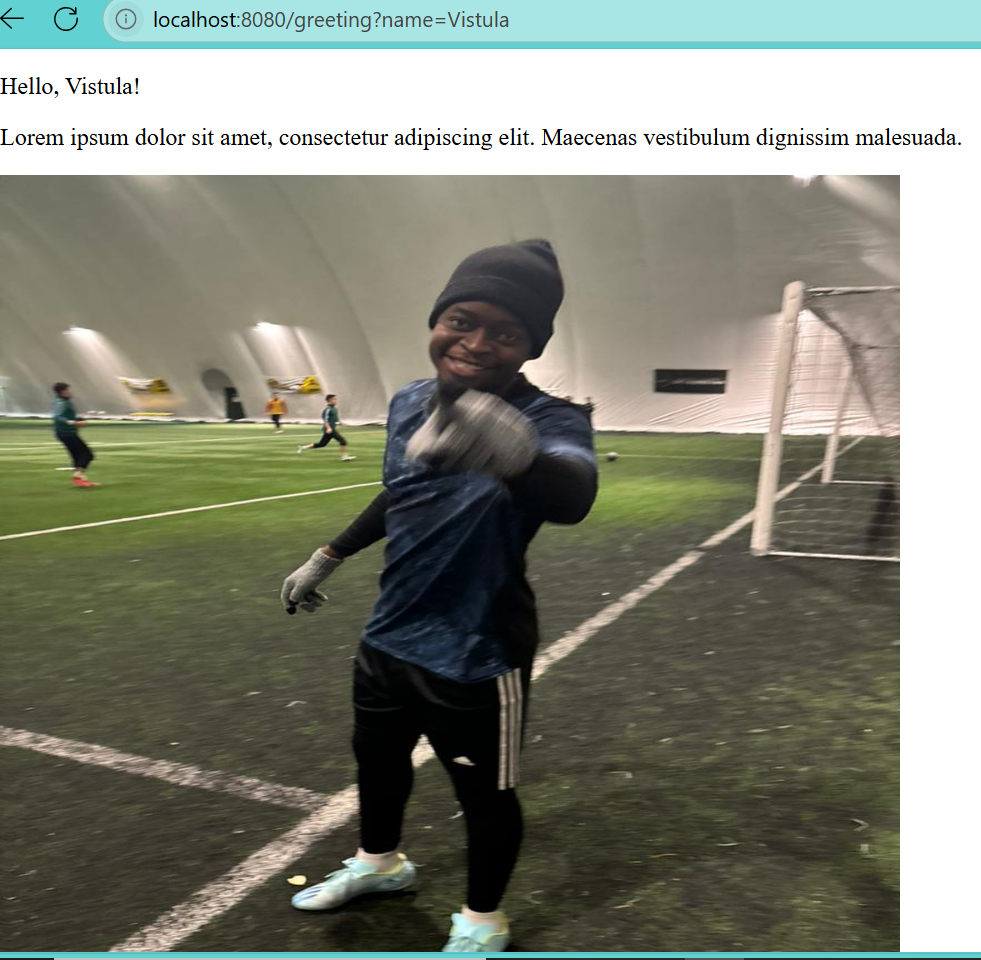 localhost:8080/greeting?name=Vistula
Hello, Vistula!
Lorem ipsum dolor sit amet, consectetur adipiscing elit. Maecenas vestibulum dignissim malesuada.